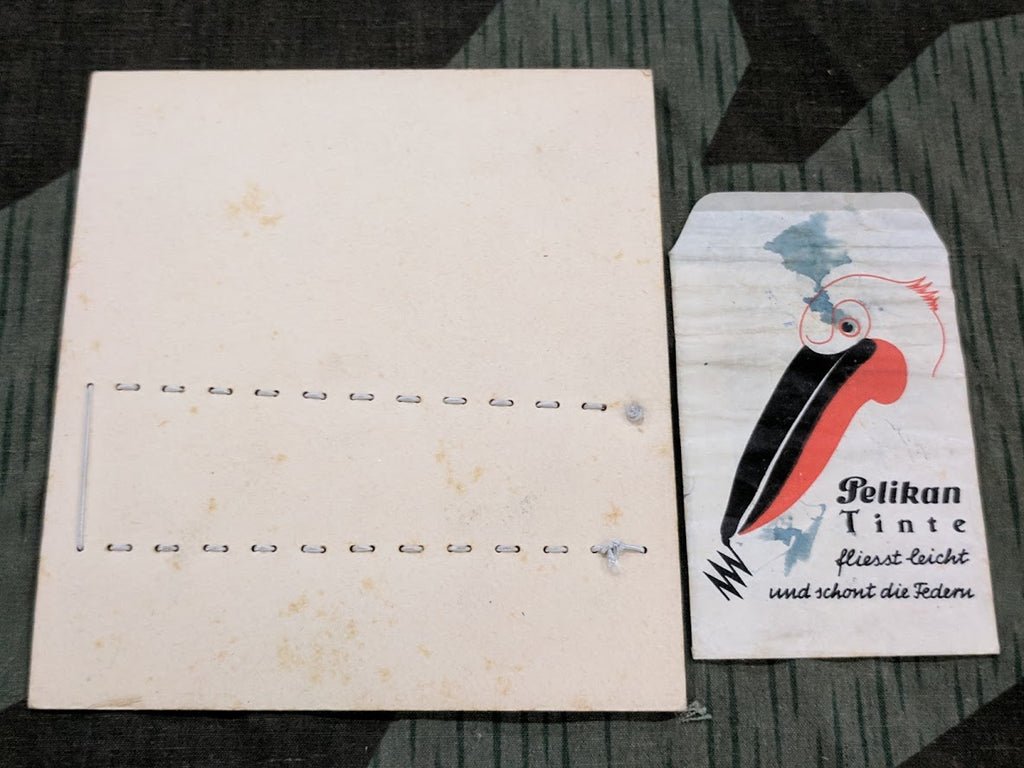 Pelikan
Tinte
fliesst leicht
und schont die Federn